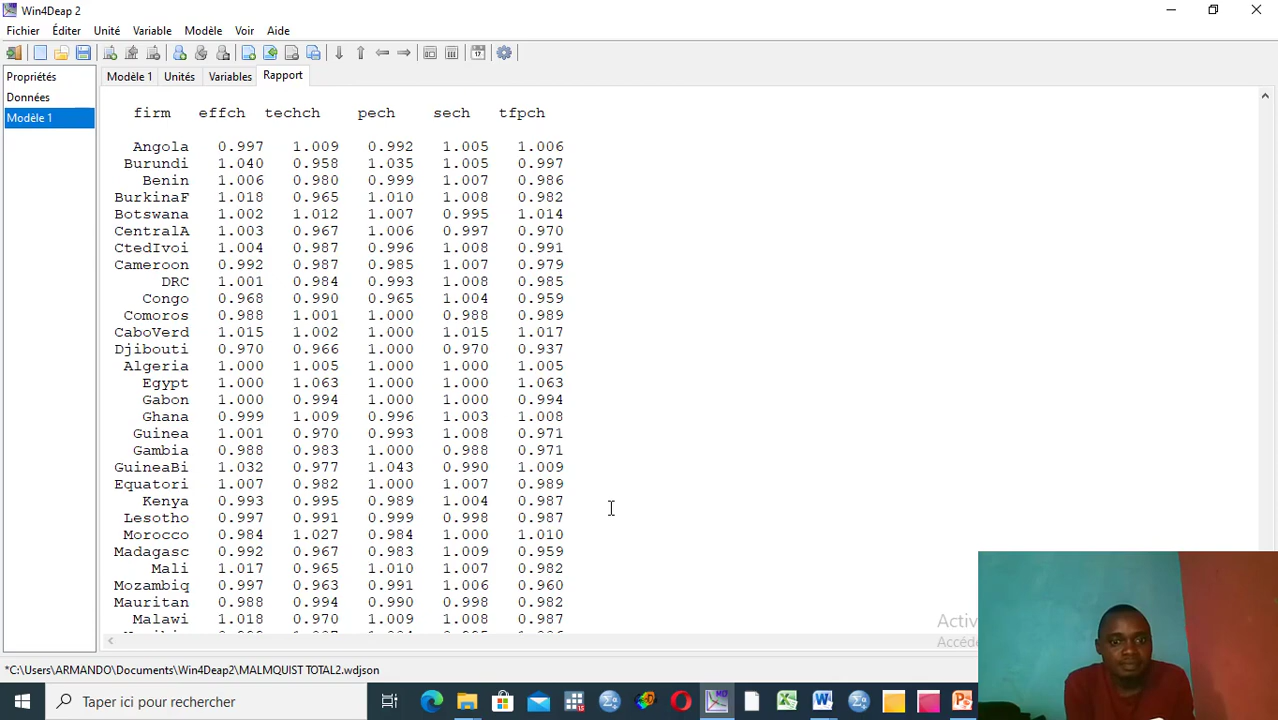 Win4Deap 2
Fichier Éditer Unité Variable Modèle Voir Aide
Propriétés
Données
Modèle 1
Modèle 1 Unités Variables Rapport
firm effch techch pech sech tfpch
Angola 0.997 1.009 0.992 1.005 1.006
Burundi 1.040 0.958 1.035 1.005 0.997
Benin 1.006 0.980 0.999 1.007 0.986
BurkinaF 1.018 0.965 1.010 1.008 0.982
Botswana 1.002 1.012 1.007 0.995 1.014
CentralA 1.003 0.967 1.006 0.997 0.970
CtedIvoi 1.004 0.987 0.996 1.008 0.991
Cameroon 0.992 0.987 0.985 1.007 0.979
DRC 1.001 0.984 0.993 1.008 0.985
Congo 0.968 0.990 0.965 1.004 0.959
Comoros 0.988 1.001 1.000 0.988 0.989
CaboVerd 1.015 1.002 1.000 1.015 1.017
Djibouti 0.970 0.966 1.000 0.970 0.937
Algeria 1.000 1.005 1.000 1.000 1.005
Egypt 1.000 1.063 1.000 1.000 1.063
Gabon 1.000 0.994 1.000 1.000 0.994
Ghana 0.999 1.009 0.996 1.003 1.008
Guinea 1.001 0.970 0.993 1.008 0.971
Gambia 0.988 0.983 1.000 0.988 0.971
GuineaBi 1.032 0.977 1.043 0.990 1.009
Equatori 1.007 0.982 1.000 1.007 0.989
Kenya 0.993 0.995 0.989 1.004 0.987
Lesotho 0.997 0.991 0.999 0.998 0.987
Morocco 0.984 1.027 0.984 1.000 1.010
Madagasc 0.992 0.967 0.983 1.009 0.959
Mali 1.017 0.965 1.010 1.007 0.982
Mozambiq 0.997 0.963 0.991 1.006 0.960
Mauritan 0.988 0.994 0.990 0.998 0.982
Malawi 1.018 0.970 1.009 1.008 0.987
Activ
Accéde
*C:\Users\ARMANDO\Documents\Win4Deap2\MALMQUIST TOTAL2.wdjson
Taper ici pour rechercher